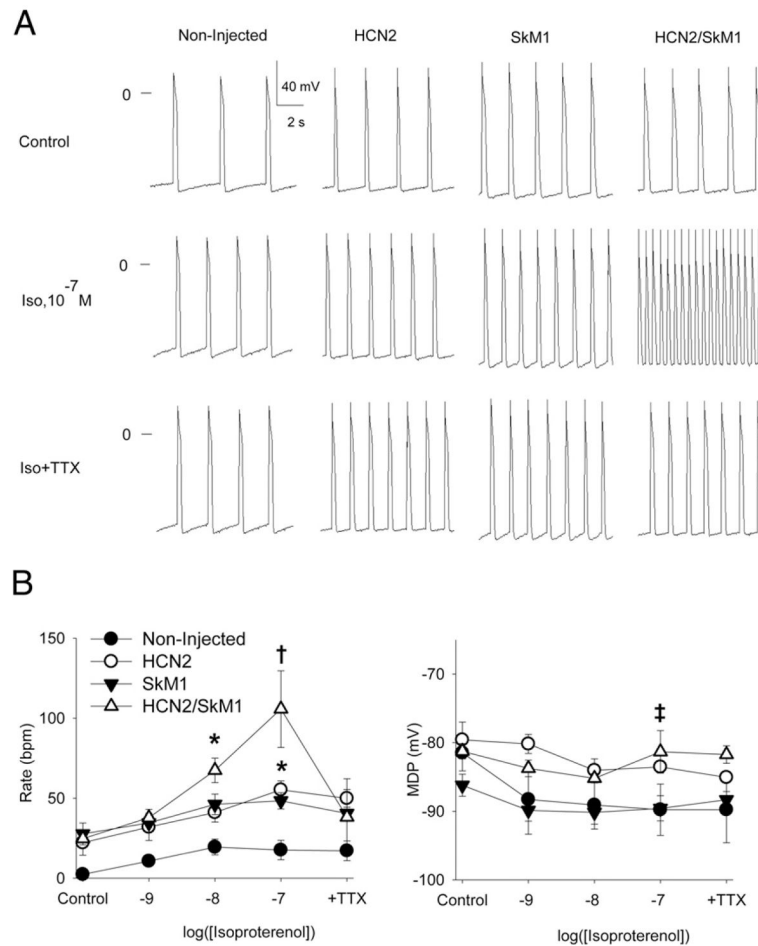 A
Non-Injected HCN2 SkM1 HCN2/SkM1
0
40 mV
2 s
Control
0
Iso,10⁻⁷ M
0
Iso+TTX
B
150
100
50
0
Rate (bpm)
Non-Injected
HCN2
SkM1
HCN2/SkM1
*
†
*
Control -9 -8 -7 +TTX
log([Isoproterenol])
-70
-80
-90
-100
MDP (mV)
‡
Control -9 -8 -7 +TTX
log([Isoproterenol])